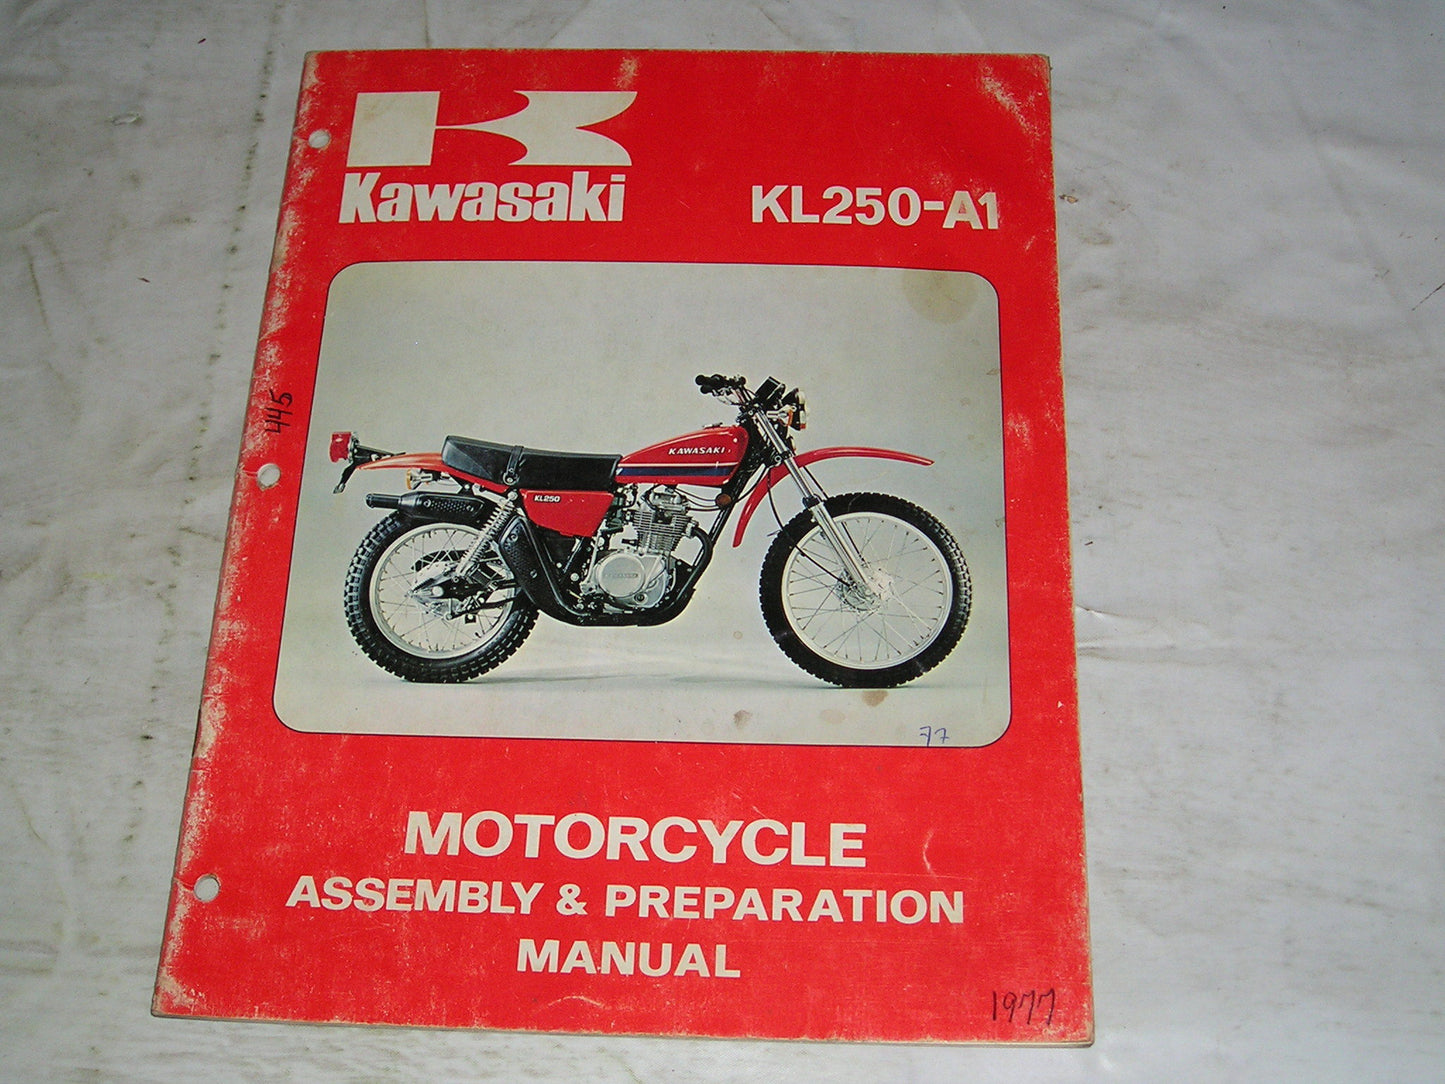 Kawasaki
KL250-A1
445
KAWASAKI
KL250
77
MOTORCYCLE
ASSEMBLY & PREPARATION
MANUAL
1977